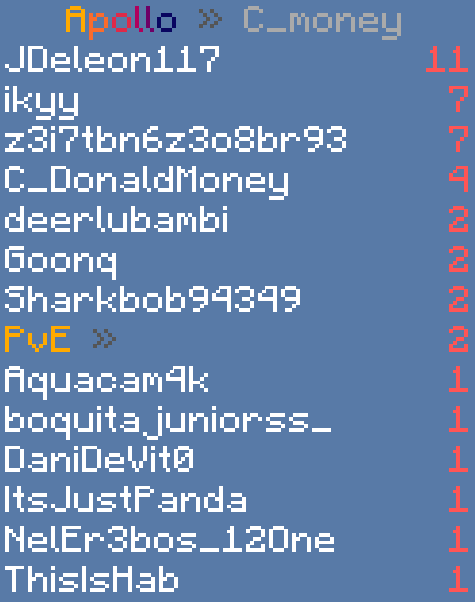 Apollo » C_money
JDeleon117 11
ikyy 7
z3i7tbn6z3o8br93 7
C_DonaldMoney 4
deerlubambi 2
Goonq 2
Sharkbob94349 2
PvE » 2
Aquacam4k 1
boquita_juniorss_ 1
DaniDeVit0 1
ItsJustPanda 1
NelEr3bos_120ne 1
ThisIsHab 1